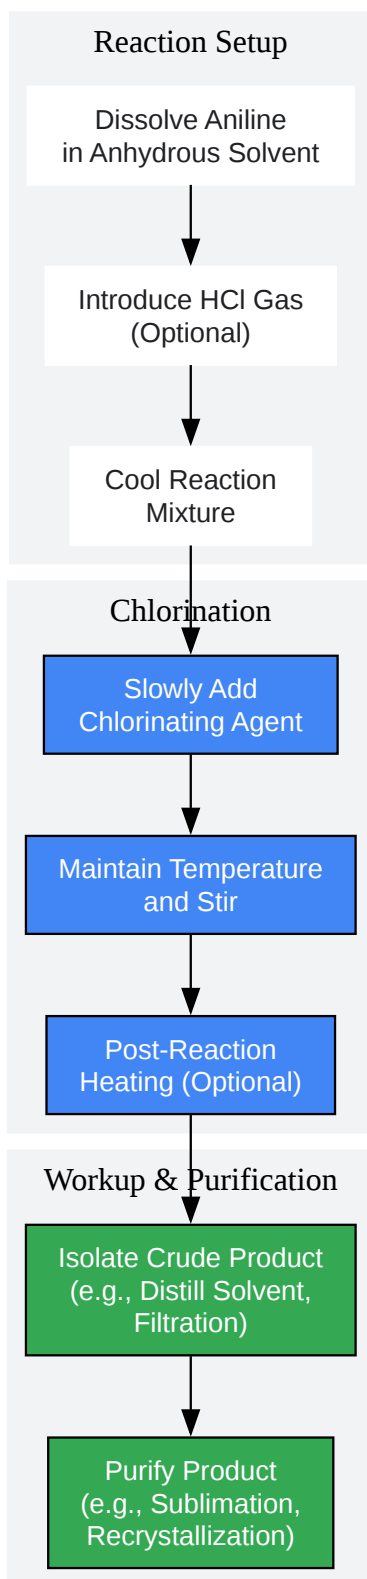 Reaction Setup
Dissolve Aniline
in Anhydrous Solvent
Introduce HCl Gas
(Optional)
Cool Reaction
Mixture
Chlorination
Slowly Add
Chlorinating Agent
Maintain Temperature
and Stir
Post-Reaction
Heating (Optional)
Workup & Purification
Isolate Crude Product
(e.g., Distill Solvent,
Filtration)
Purify Product
(e.g., Sublimation,
Recrystallization)